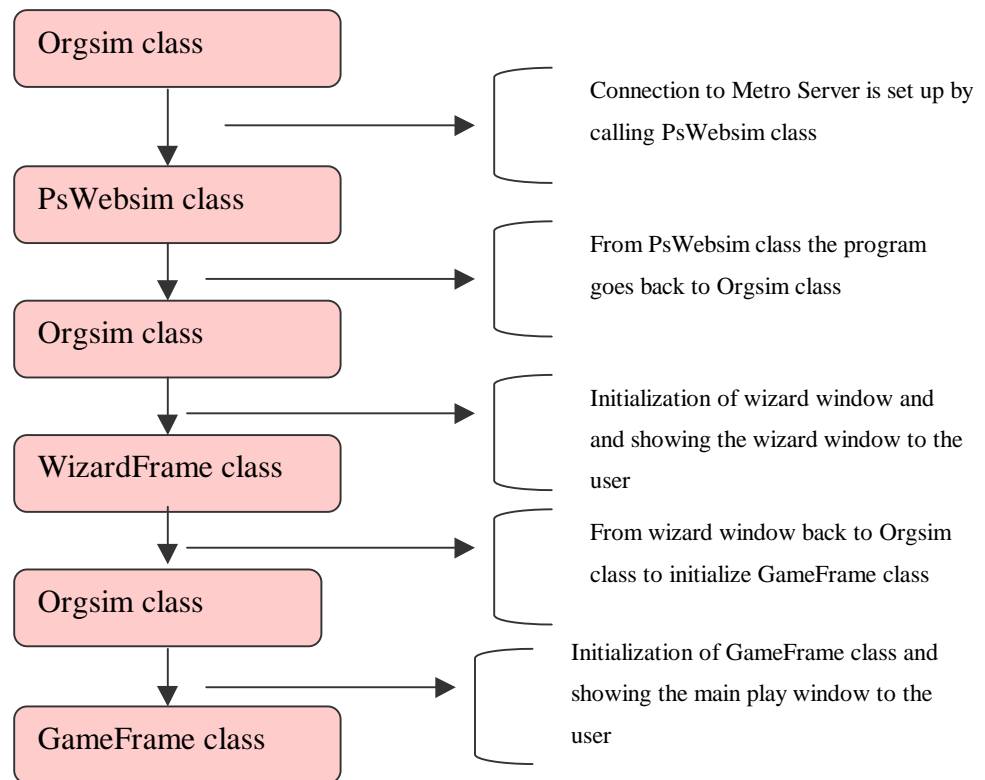 Orgsim class
Connection to Metro Server is set up by
calling PsWebsim class
PsWebsim class
From PsWebsim class the program
goes back to Orgsim class
Orgsim class
Initialization of wizard window and
and showing the wizard window to the
user
WizardFrame class
From wizard window back to Orgsim
class to initialize GameFrame class
Orgsim class
Initialization of GameFrame class and
showing the main play window to the
user
GameFrame class